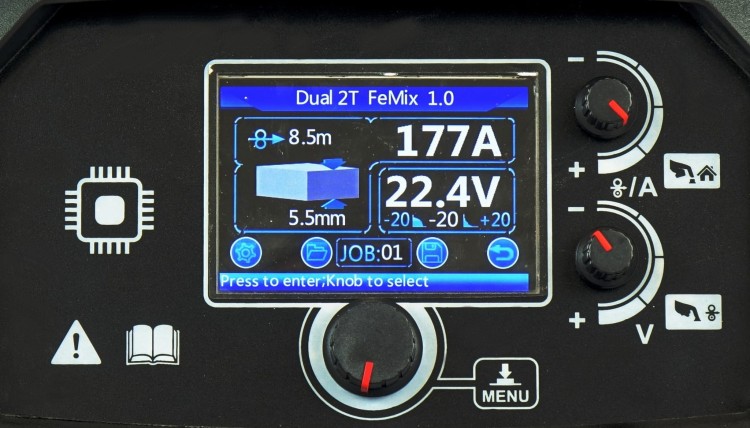 Dual 2T FeMix 1.0
8.5m
177A
5.5mm
22.4V
-20 -20 +20
JOB:01
Press to enter;Knob to select
MENU
-
+
/A
-
+
V